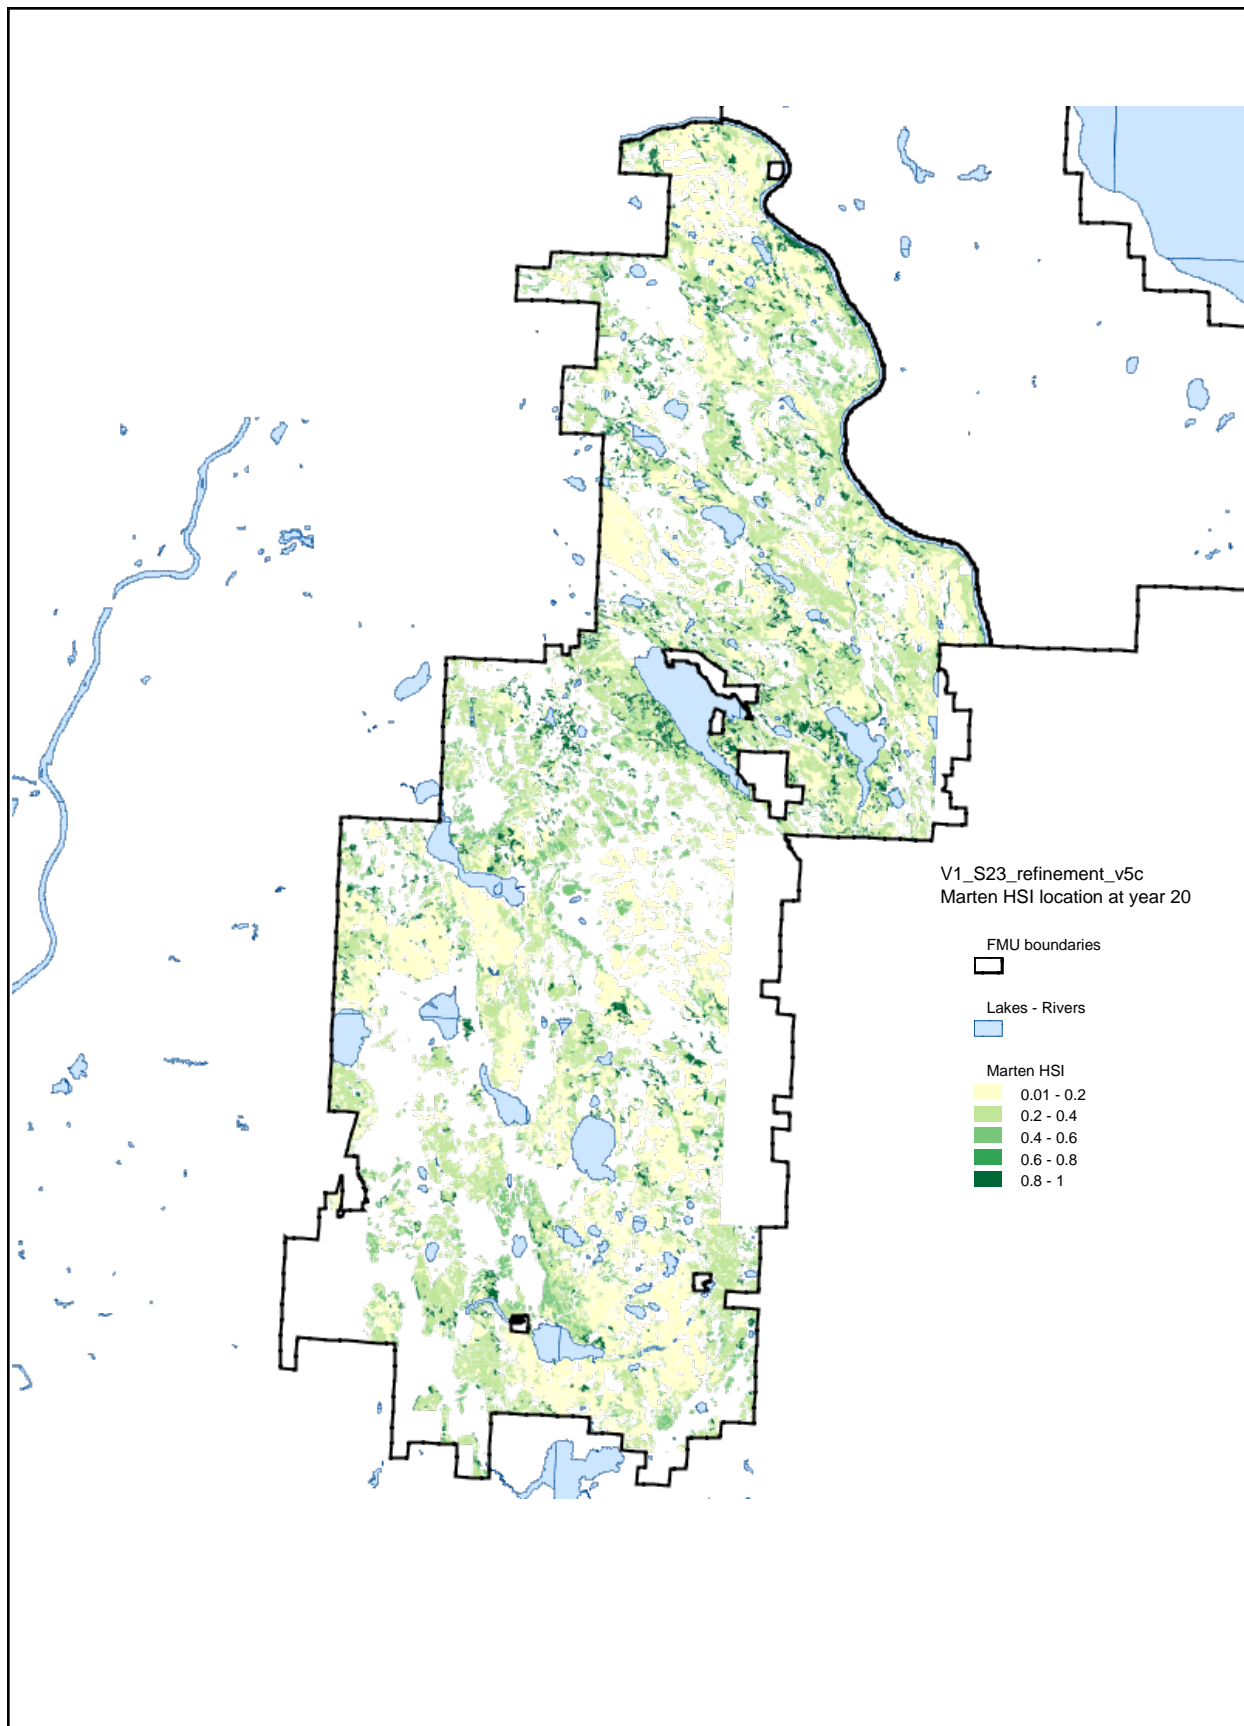 V1_S23_refinement_v5c
Marten HSI location at year 20
FMU boundaries
Lakes - Rivers
Marten HSI
0.01 - 0.2
0.2 - 0.4
0.4 - 0.6
0.6 - 0.8
0.8 - 1